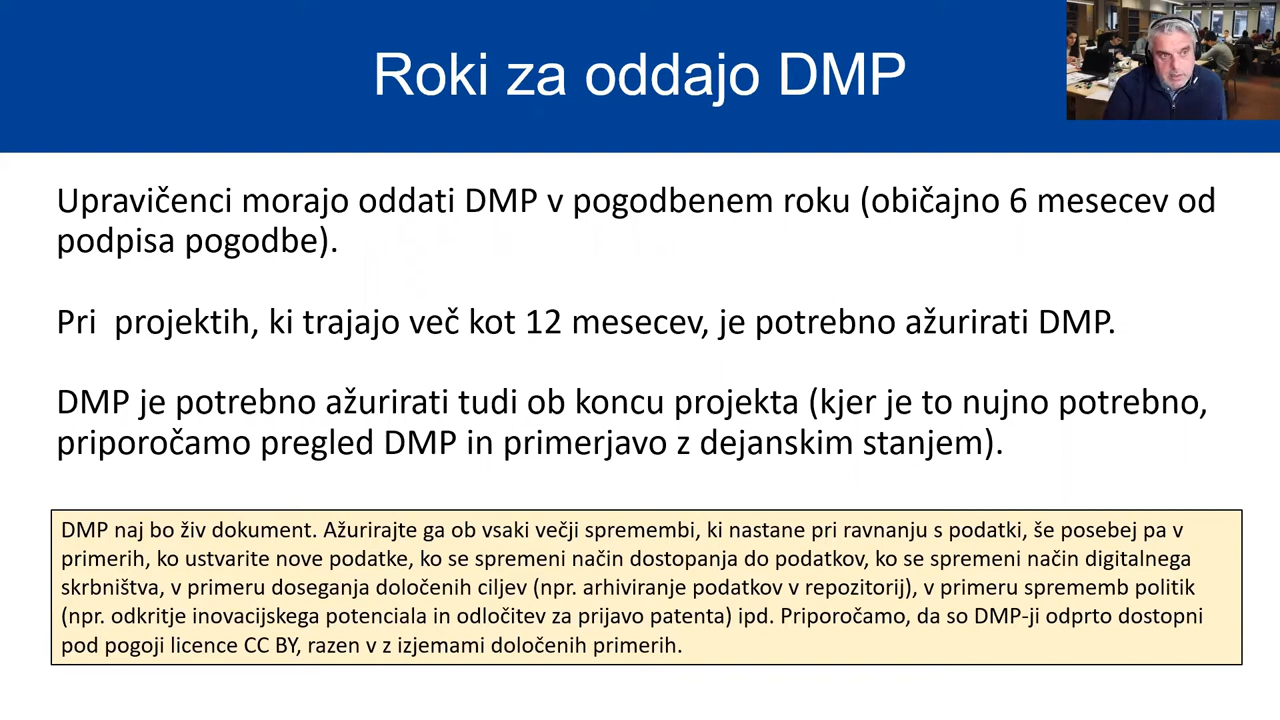 Roki za oddajo DMP
Upravičenci morajo oddati DMP v pogodbenem roku (običajno 6 mesecev od
podpisa pogodbe).
Pri  projektih, ki trajajo več kot 12 mesecev, je potrebno ažurirati DMP.
DMP je potrebno ažurirati tudi ob koncu projekta (kjer je to nujno potrebno,
priporočamo pregled DMP in primerjavo z dejanskim stanjem).
DMP naj bo živ dokument. Ažurirajte ga ob vsaki večji spremembi, ki nastane pri ravnanju s podatki, še posebej pa v
primerih, ko ustvarite nove podatke, ko se spremeni način dostopanja do podatkov, ko se spremeni način digitalnega
skrbništva, v primeru doseganja določenih ciljev (npr. arhiviranje podatkov v repozitorij), v primeru sprememb politik
(npr. odkritje inovacijskega potenciala in odločitev za prijavo patenta) ipd. Priporočamo, da so DMP-ji odprto dostopni
pod pogoji licence CC BY, razen v z izjemami določenih primerih.